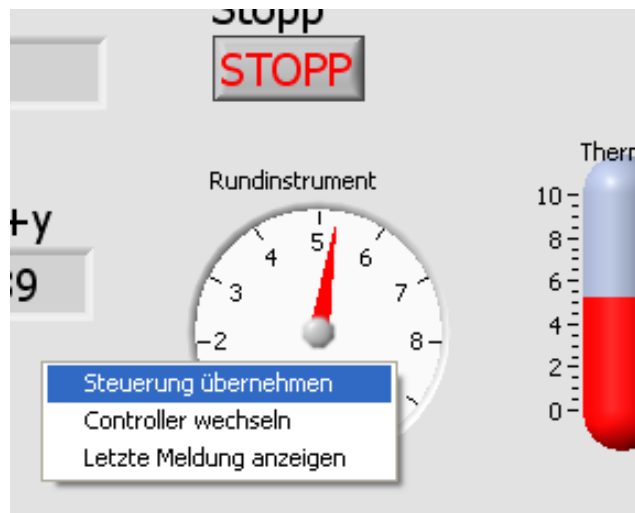 Stopp
STOPP
Rundinstrument
2
3
4
5
6
7
8
10
8
6
4
2
0
+y
39
Steuerung übernehmen
Controller wechseln
Letzte Meldung anzeigen